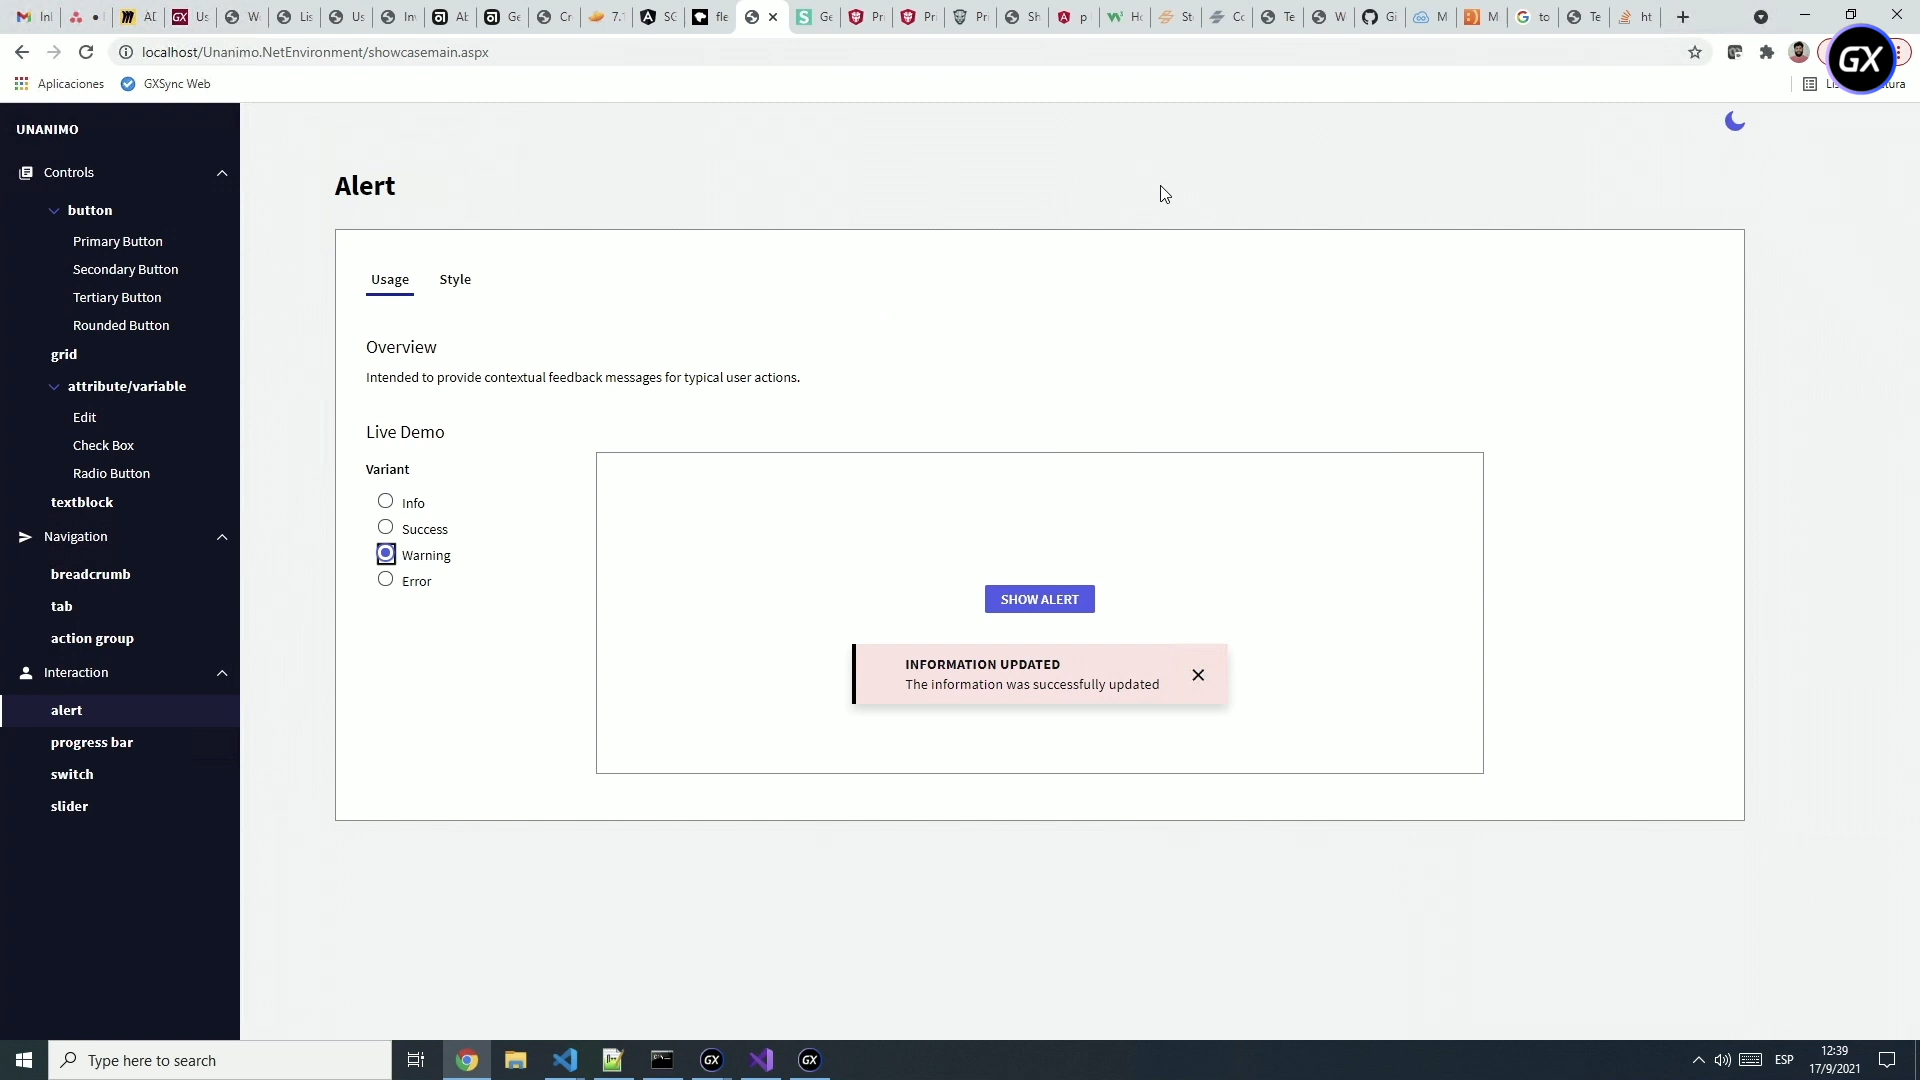 localhost/Unanimo.NetEnvironment/showcasemain.aspx
GX
Aplicaciones
GXSync Web
UNANIMO
Controls
button
Primary Button
Secondary Button
Tertiary Button
Rounded Button
grid
attribute/variable
Edit
Check Box
Radio Button
textblock
Navigation
breadcrumb
tab
action group
Interaction
alert
progress bar
switch
slider
Alert
Usage
Style
Overview
Intended to provide contextual feedback messages for typical user actions.
Live Demo
Variant
Info
Success
Warning
Error
SHOW ALERT
INFORMATION UPDATED
The information was successfully updated
Type here to search
GX
GX
ESP
12:39
17/9/2021